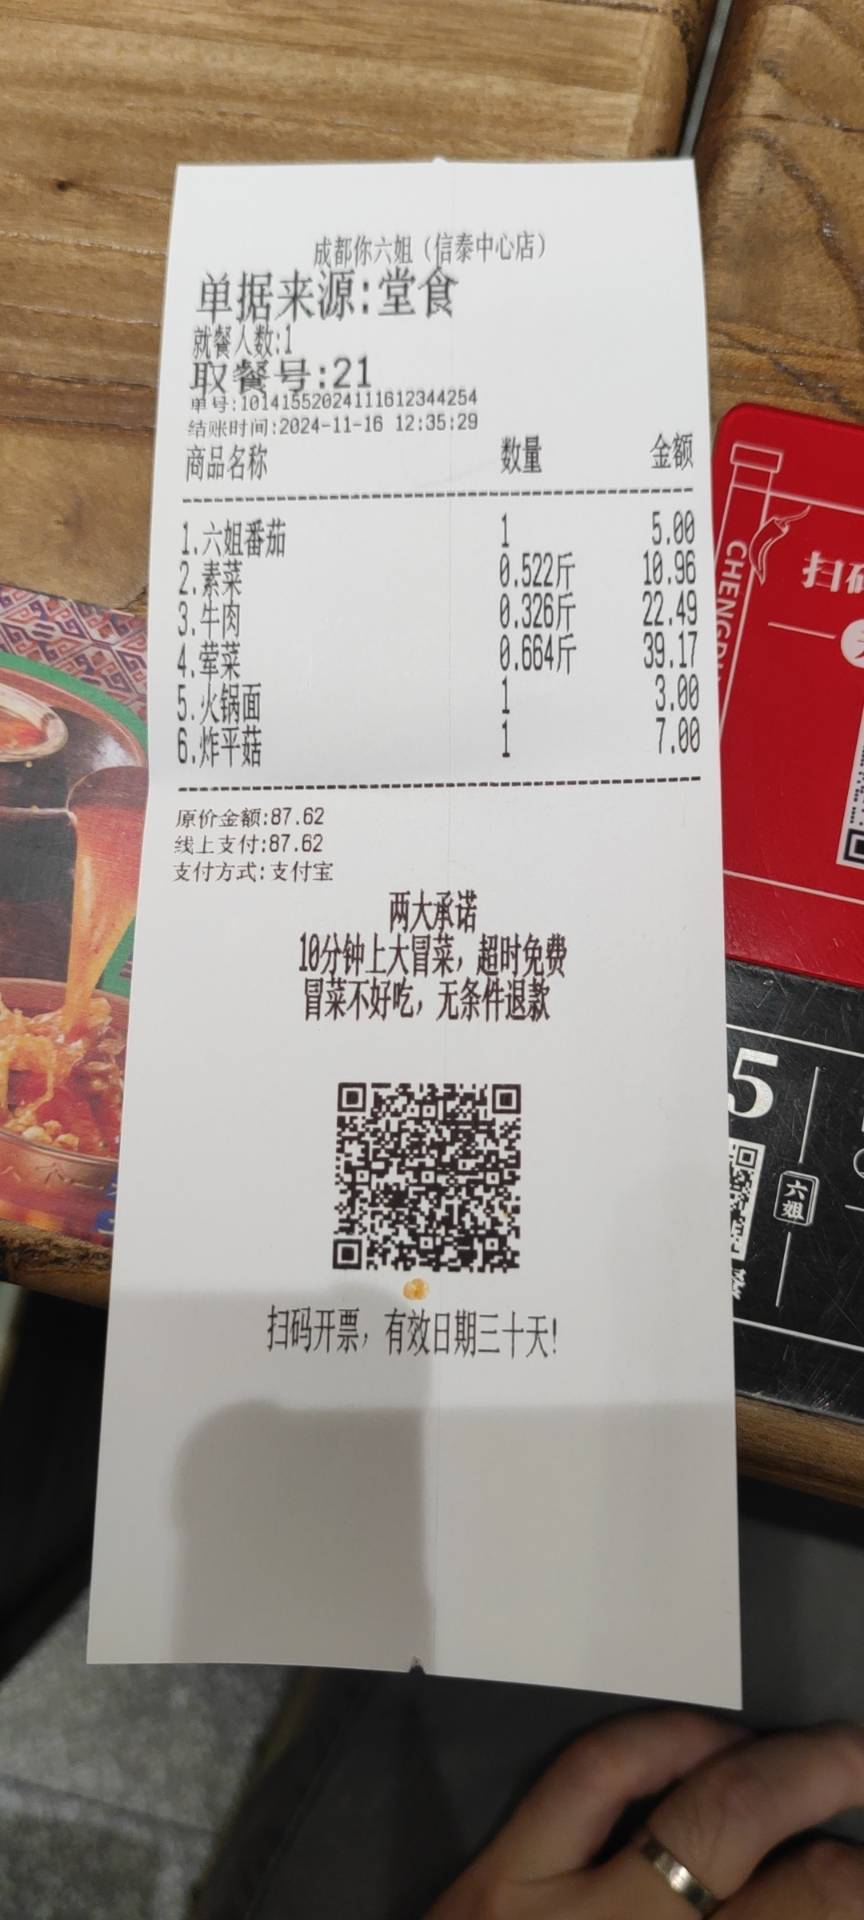 成都你六姐（信泰中心店）
单据来源:堂食
就餐人数:1
取餐号:21
单号:10141552024111612344254
结账时间:2024-11-16 12:35:29
商品名称 数量 金额
1.六姐番茄 1 5.00
2.素菜 0.522斤 10.96
3.牛肉 0.326斤 22.49
4.荤菜 0.664斤 39.17
5.火锅面 1 3.00
6.炸平菇 1 7.00
原价金额:87.62
线上支付:87.62
支付方式:支付宝
两大承诺
10分钟上大冒菜，超时免费
冒菜不好吃，无条件退款
扫码开票，有效日期三十天!
扫码
5
六姐